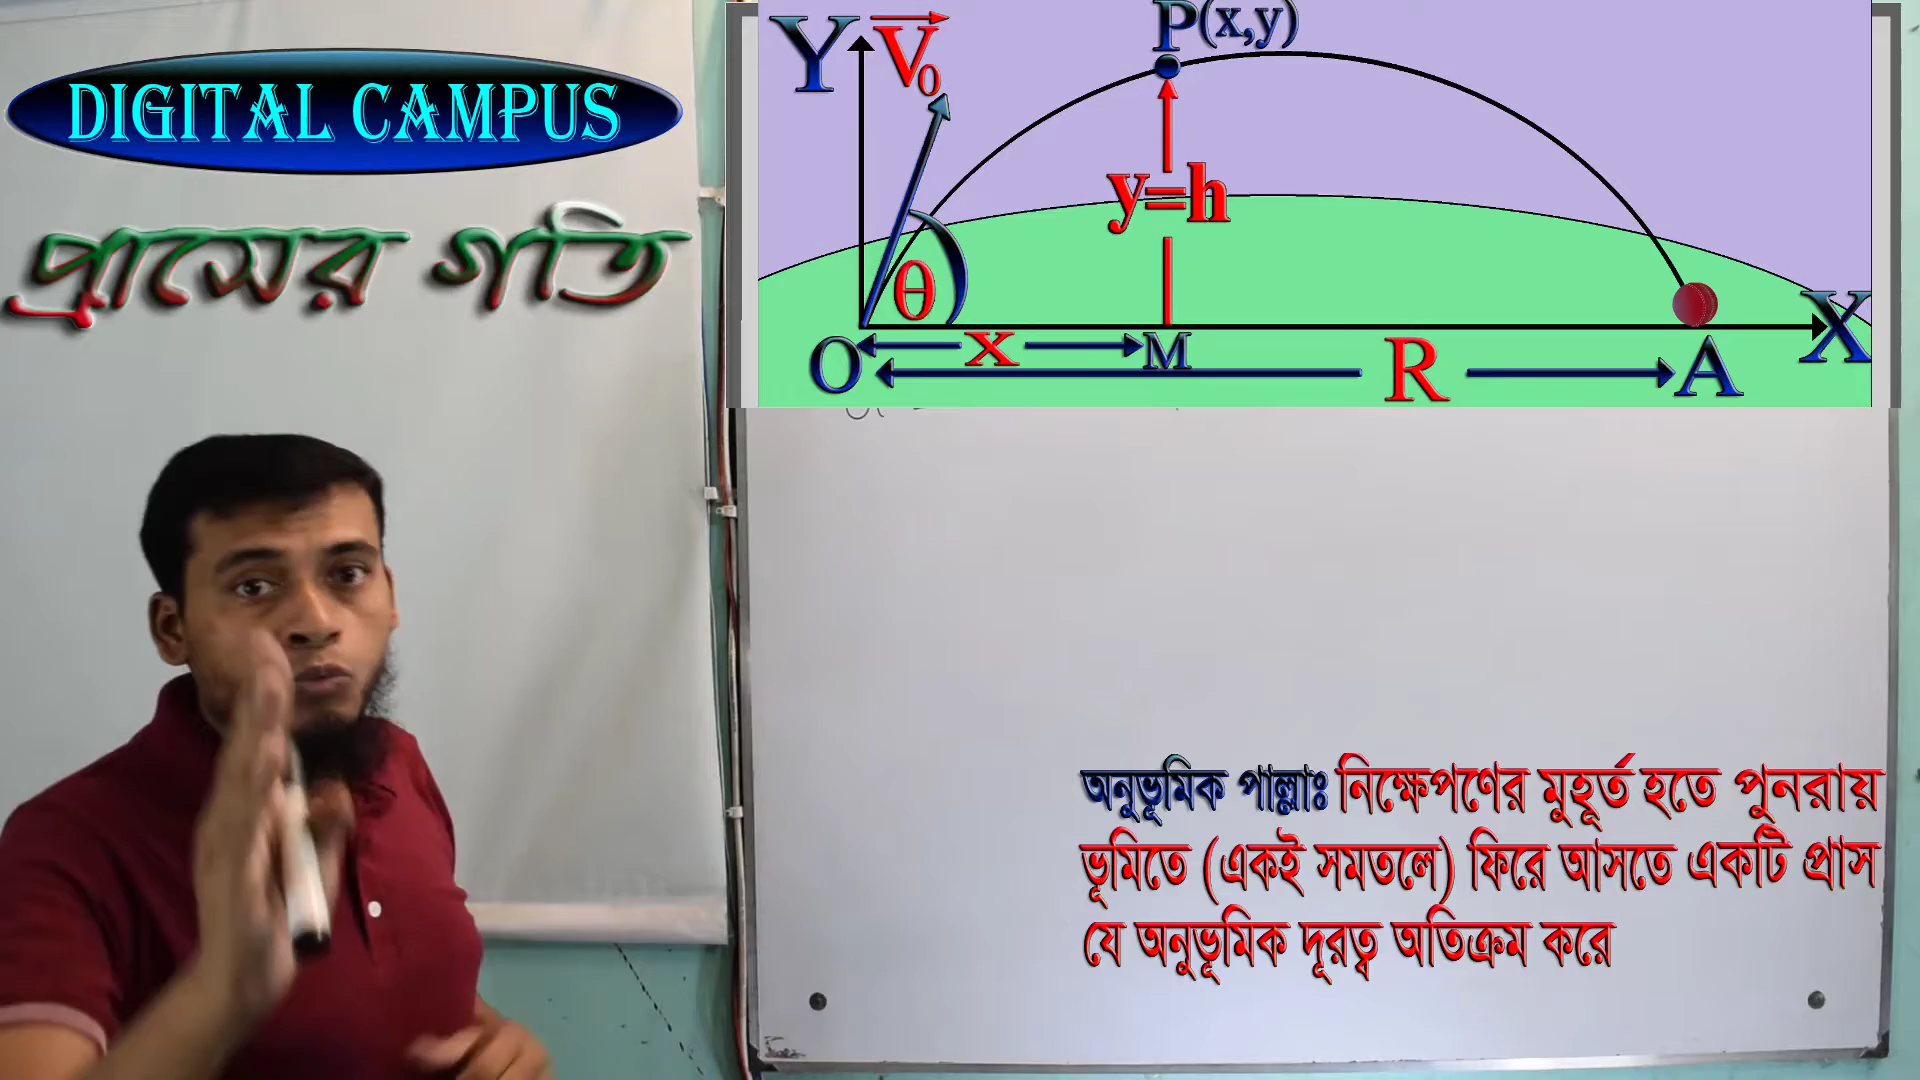 DIGITAL CAMPUS
প্রাসের গতি
Y V₀ P(x,y)
y=h
θ
O x M R A X
অনুভূমিক পাল্লাঃ নিক্ষেপণের মুহূর্ত হতে পুনরায়
ভূমিতে (একই সমতলে) ফিরে আসতে একটি প্রাস
যে অনুভূমিক দূরত্ব অতিক্রম করে